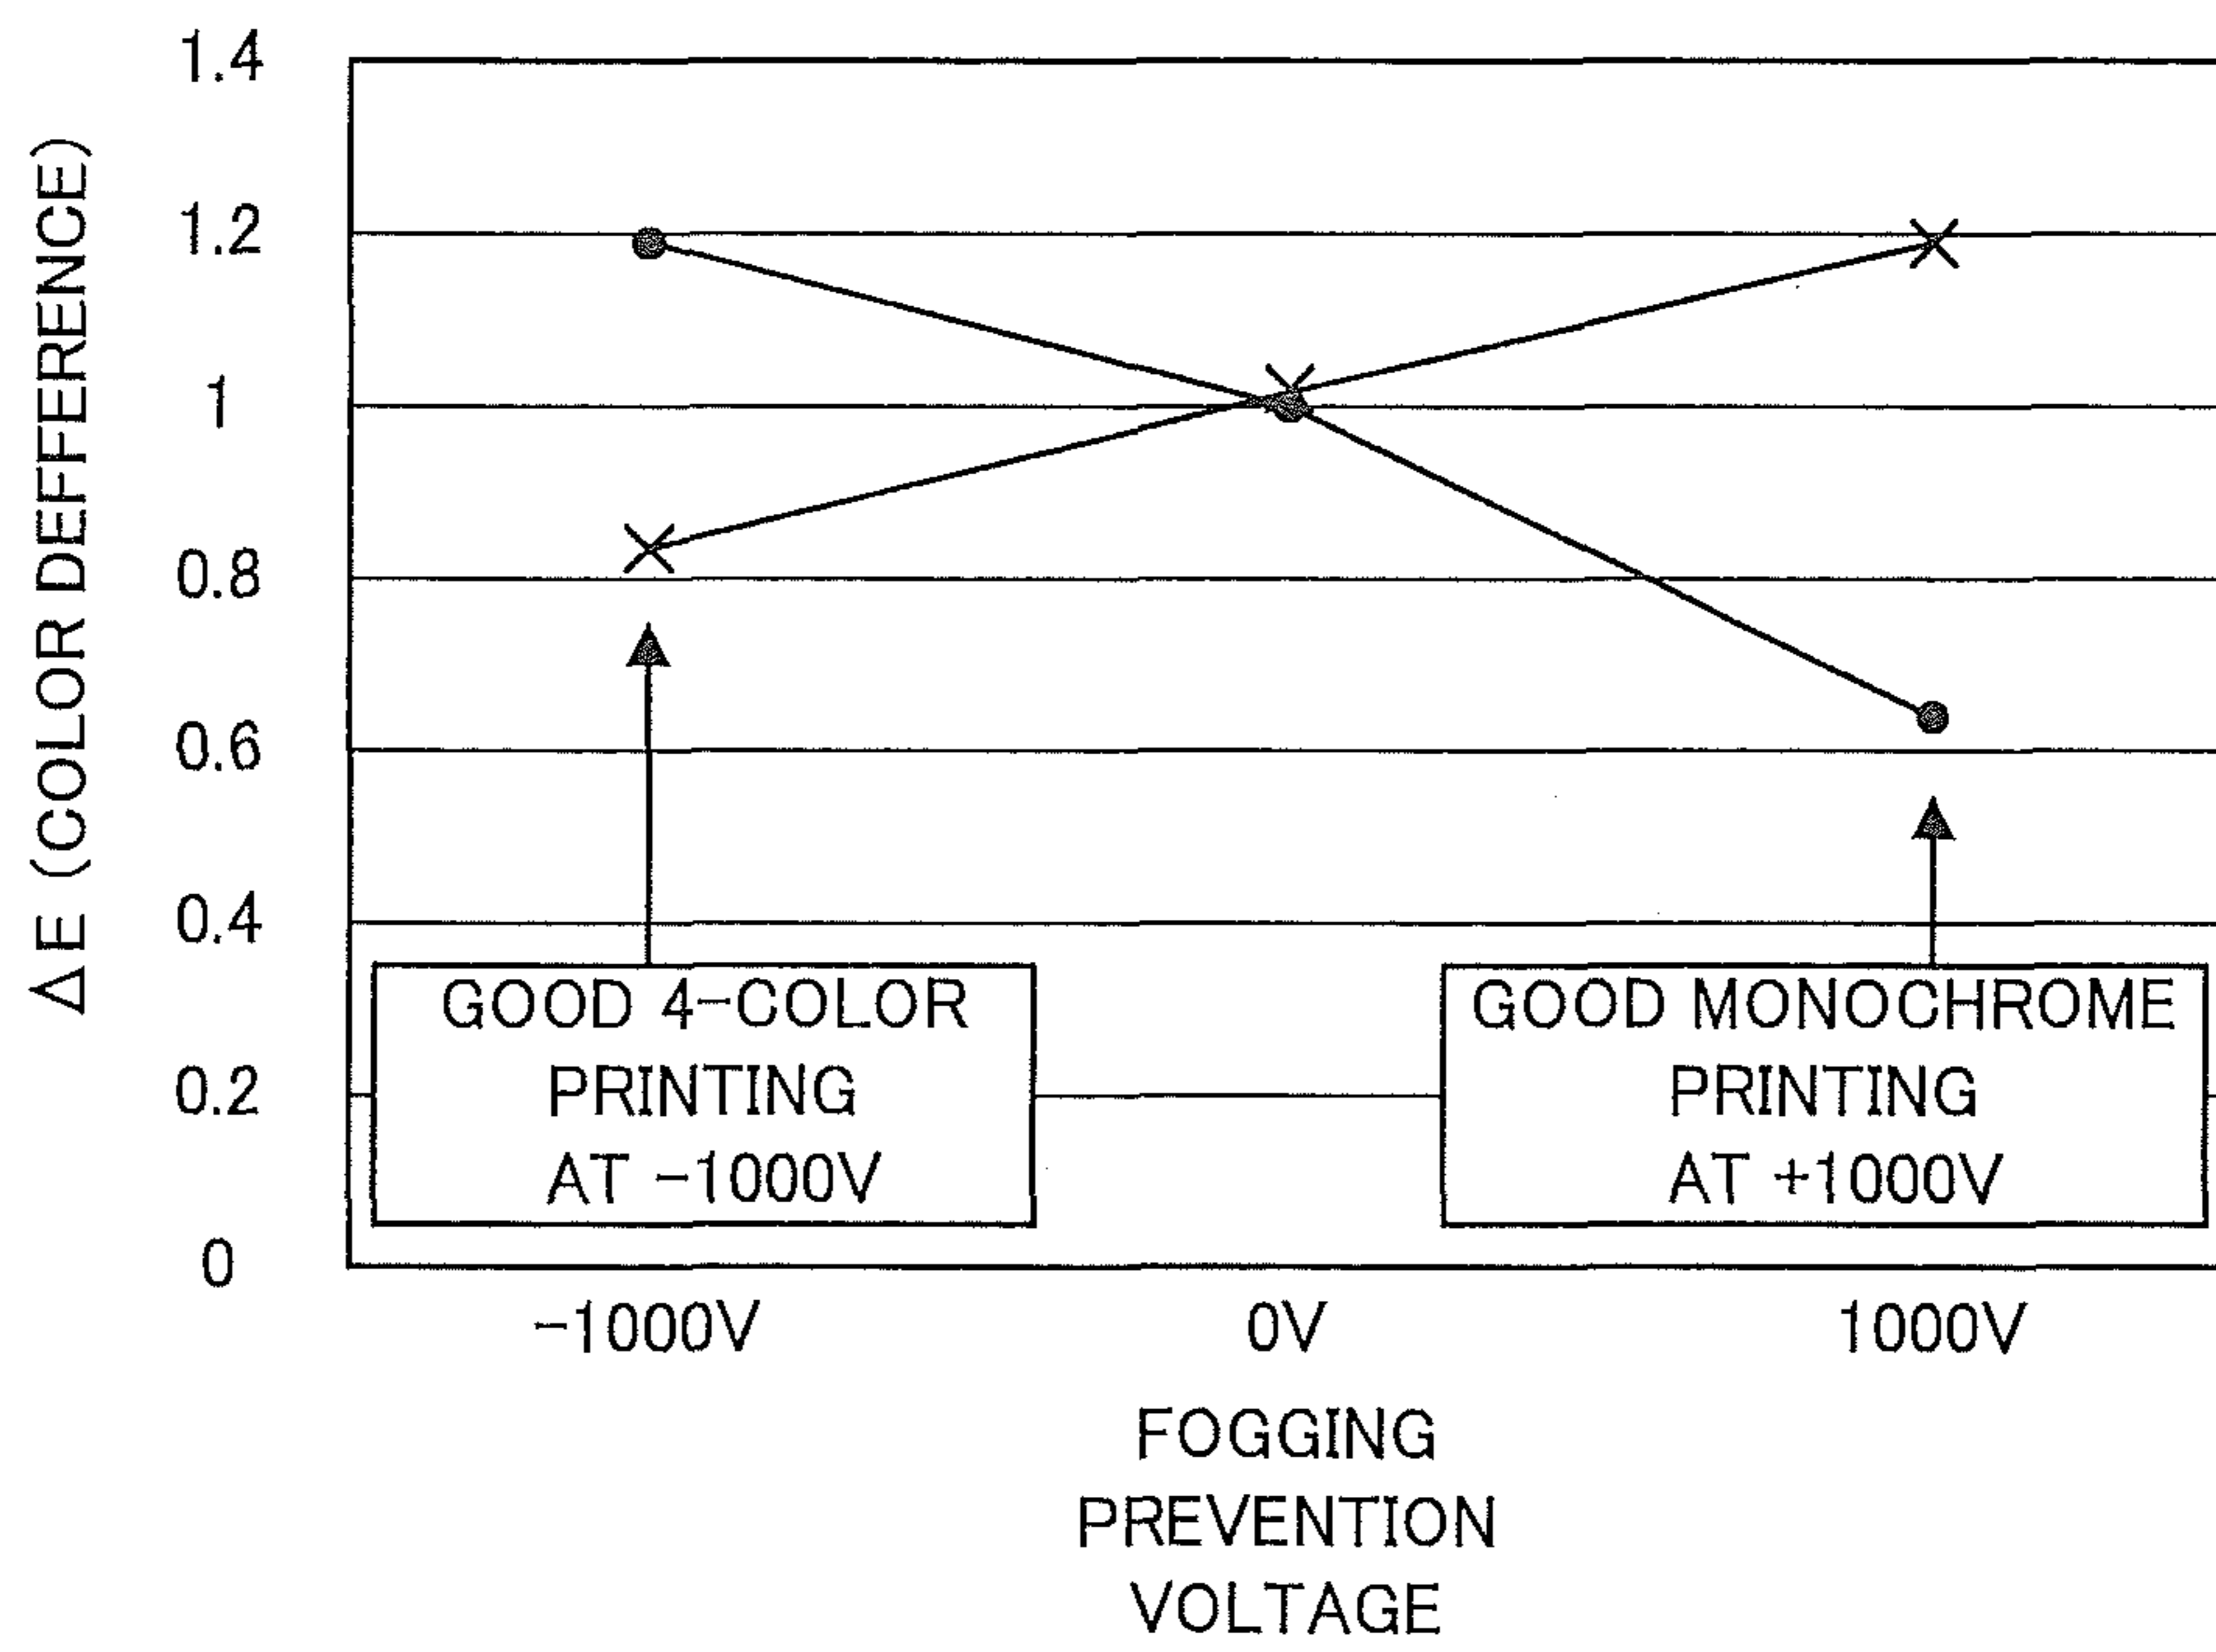 ΔE (COLOR DEFFERENCE)
1.4
1.2
1
0.8
0.6
0.4
0.2
0
GOOD 4-COLOR
PRINTING
AT -1000V
GOOD MONOCHROME
PRINTING
AT +1000V
-1000V
0V
1000V
FOGGING
PREVENTION
VOLTAGE